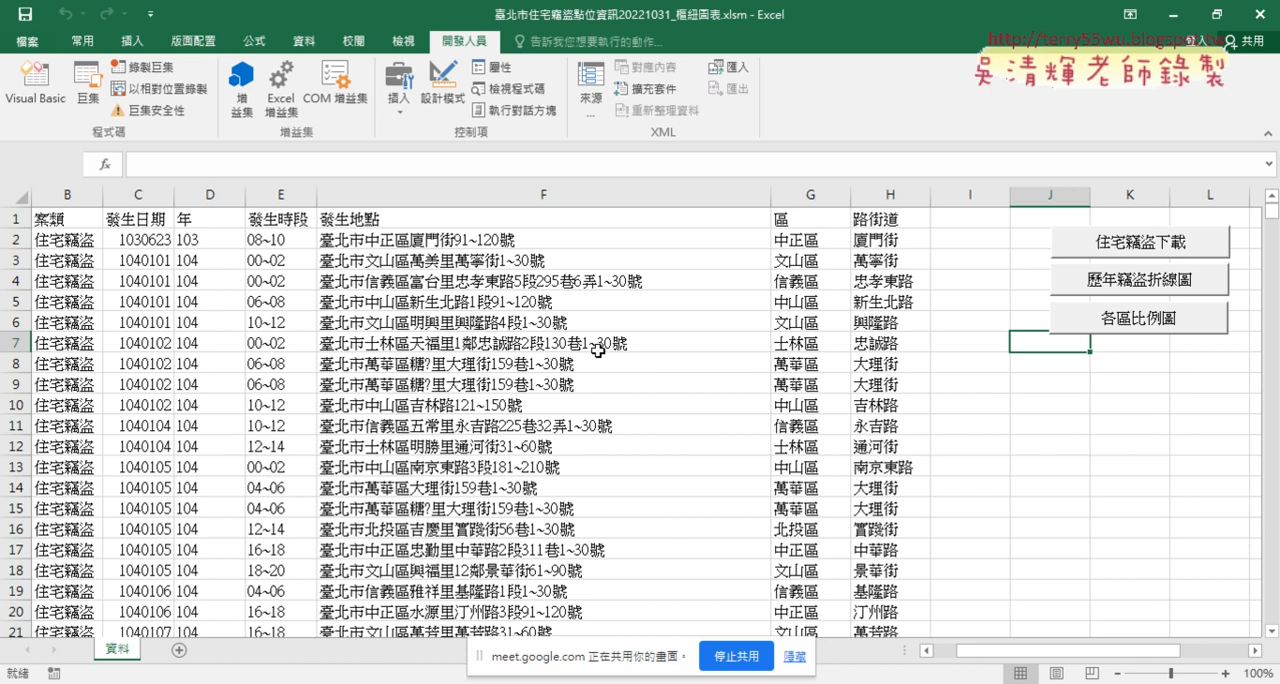 臺北市住宅竊盜點位資訊20221031_樞紐圖表.xlsm - Excel
檔案 常用 插入 版面配置 公式 資料 校閱 檢視 開發人員 告訴我您想要執行的動作... 登入 共用
http://terry55wu.blogspot.tw
吳清輝老師錄製
Visual Basic 巨集 錄製巨集 以相對位置錄製 巨集安全性 程式碼
增益集 Excel 增益集 COM 增益集 增益集
插入 設計模式 屬性 檢視程式碼 執行對話方塊 控制項
來源... 對應內容 擴充套件 重新整理資料 匯入 匯出 XML
fx
B C D E F G H I J K L
1 案類 發生日期 年 發生時段 發生地點 區 路街道
2 住宅竊盜 1030623 103 08~10 臺北市中正區廈門街91~120號 中正區 廈門街
3 住宅竊盜 1040101 104 00~02 臺北市文山區萬美里萬寧街1~30號 文山區 萬寧街
4 住宅竊盜 1040101 104 00~02 臺北市信義區富台里忠孝東路5段295巷6弄1~30號 信義區 忠孝東路
5 住宅竊盜 1040101 104 06~08 臺北市中山區新生北路1段91~120號 中山區 新生北路
6 住宅竊盜 1040101 104 10~12 臺北市文山區明興里興隆路4段1~30號 文山區 興隆路
7 住宅竊盜 1040102 104 00~02 臺北市士林區天福里1鄰忠誠路2段130巷1~30號 士林區 忠誠路
8 住宅竊盜 1040102 104 06~08 臺北市萬華區糖?里大理街159巷1~30號 萬華區 大理街
9 住宅竊盜 1040102 104 06~08 臺北市萬華區糖?里大理街159巷1~30號 萬華區 大理街
10 住宅竊盜 1040102 104 10~12 臺北市中山區吉林路121~150號 中山區 吉林路
11 住宅竊盜 1040104 104 10~12 臺北市信義區五常里永吉路225巷32弄1~30號 信義區 永吉路
12 住宅竊盜 1040104 104 12~14 臺北市士林區明勝里通河街31~60號 士林區 通河街
13 住宅竊盜 1040105 104 00~02 臺北市中山區南京東路3段181~210號 中山區 南京東路
14 住宅竊盜 1040105 104 04~06 臺北市萬華區大理街159巷1~30號 萬華區 大理街
15 住宅竊盜 1040105 104 04~06 臺北市萬華區糖?里大理街159巷1~30號 萬華區 大理街
16 住宅竊盜 1040105 104 12~14 臺北市北投區吉慶里實踐街56巷1~30號 北投區 實踐街
17 住宅竊盜 1040105 104 16~18 臺北市中正區忠勤里中華路2段311巷1~30號 中正區 中華路
18 住宅竊盜 1040105 104 18~20 臺北市文山區興福里12鄰景華街61~90號 文山區 景華街
19 住宅竊盜 1040106 104 04~06 臺北市信義區雅祥里基隆路1段1~30號 信義區 基隆路
20 住宅竊盜 1040106 104 16~18 臺北市中正區水源里汀州路3段91~120號 中正區 汀州路
21 住宅竊盜 1040107 104 16~18 臺北市文山區萬芳里萬芳路31~60號 文山區 萬芳路
住宅竊盜下載
歷年竊盜折線圖
各區比例圖
資料
meet.google.com 正在共用你的畫面。 停止共用 隱藏
就緒 100%